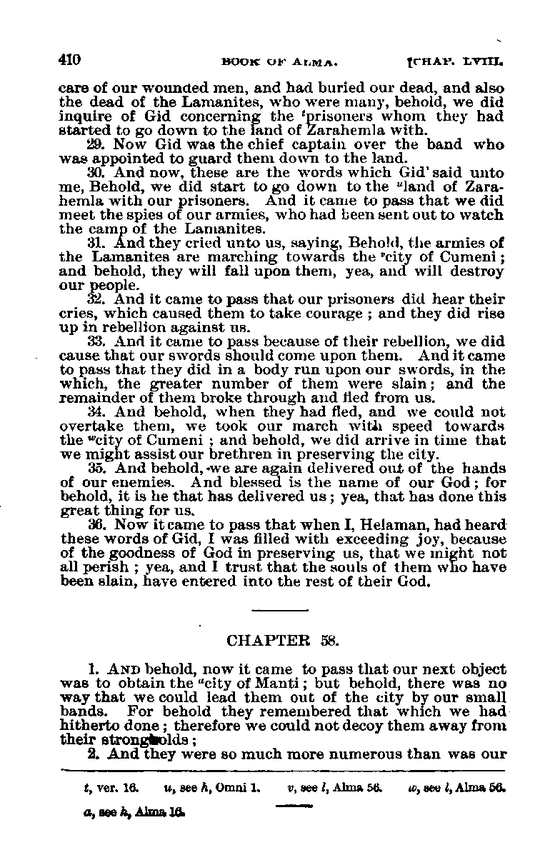 410 BOOK OF ALMA. [CHAP. LVIII.
care of our wounded men, and had buried our dead, and also
the dead of the Lamanites, who were many, behold, we did
inquire of Gid concerning the ᵗprisoners whom they had
started to go down to the land of Zarahemla with.
29. Now Gid was the chief captain over the band who
was appointed to guard them down to the land.
30. And now, these are the words which Gid said unto
me, Behold, we did start to go down to the ᵘland of Zara-
hemla with our prisoners. And it came to pass that we did
meet the spies of our armies, who had been sent out to watch
the camp of the Lamanites.
31. And they cried unto us, saying, Behold, the armies of
the Lamanites are marching towards the ᵛcity of Cumeni;
and behold, they will fall upon them, yea, and will destroy
our people.
32. And it came to pass that our prisoners did hear their
cries, which caused them to take courage; and they did rise
up in rebellion against us.
33. And it came to pass because of their rebellion, we did
cause that our swords should come upon them. And it came
to pass that they did in a body run upon our swords, in the
which, the greater number of them were slain; and the
remainder of them broke through and fled from us.
34. And behold, when they had fled, and we could not
overtake them, we took our march with speed towards
the ʷcity of Cumeni; and behold, we did arrive in time that
we might assist our brethren in preserving the city.
35. And behold, we are again delivered out of the hands
of our enemies. And blessed is the name of our God; for
behold, it is he that has delivered us; yea, that has done this
great thing for us.
36. Now it came to pass that when I, Helaman, had heard
these words of Gid, I was filled with exceeding joy, because
of the goodness of God in preserving us, that we might not
all perish; yea, and I trust that the souls of them who have
been slain, have entered into the rest of their God.
CHAPTER 58.
1. AND behold, now it came to pass that our next object
was to obtain the ᵃcity of Manti; but behold, there was no
way that we could lead them out of the city by our small
bands. For behold they remembered that which we had
hitherto done; therefore we could not decoy them away from
their strongholds;
2. And they were so much more numerous than was our
t, ver. 16. u, see h, Omni 1. v, see l, Alma 56. w, see l, Alma 56.
a, see h, Alma 16.